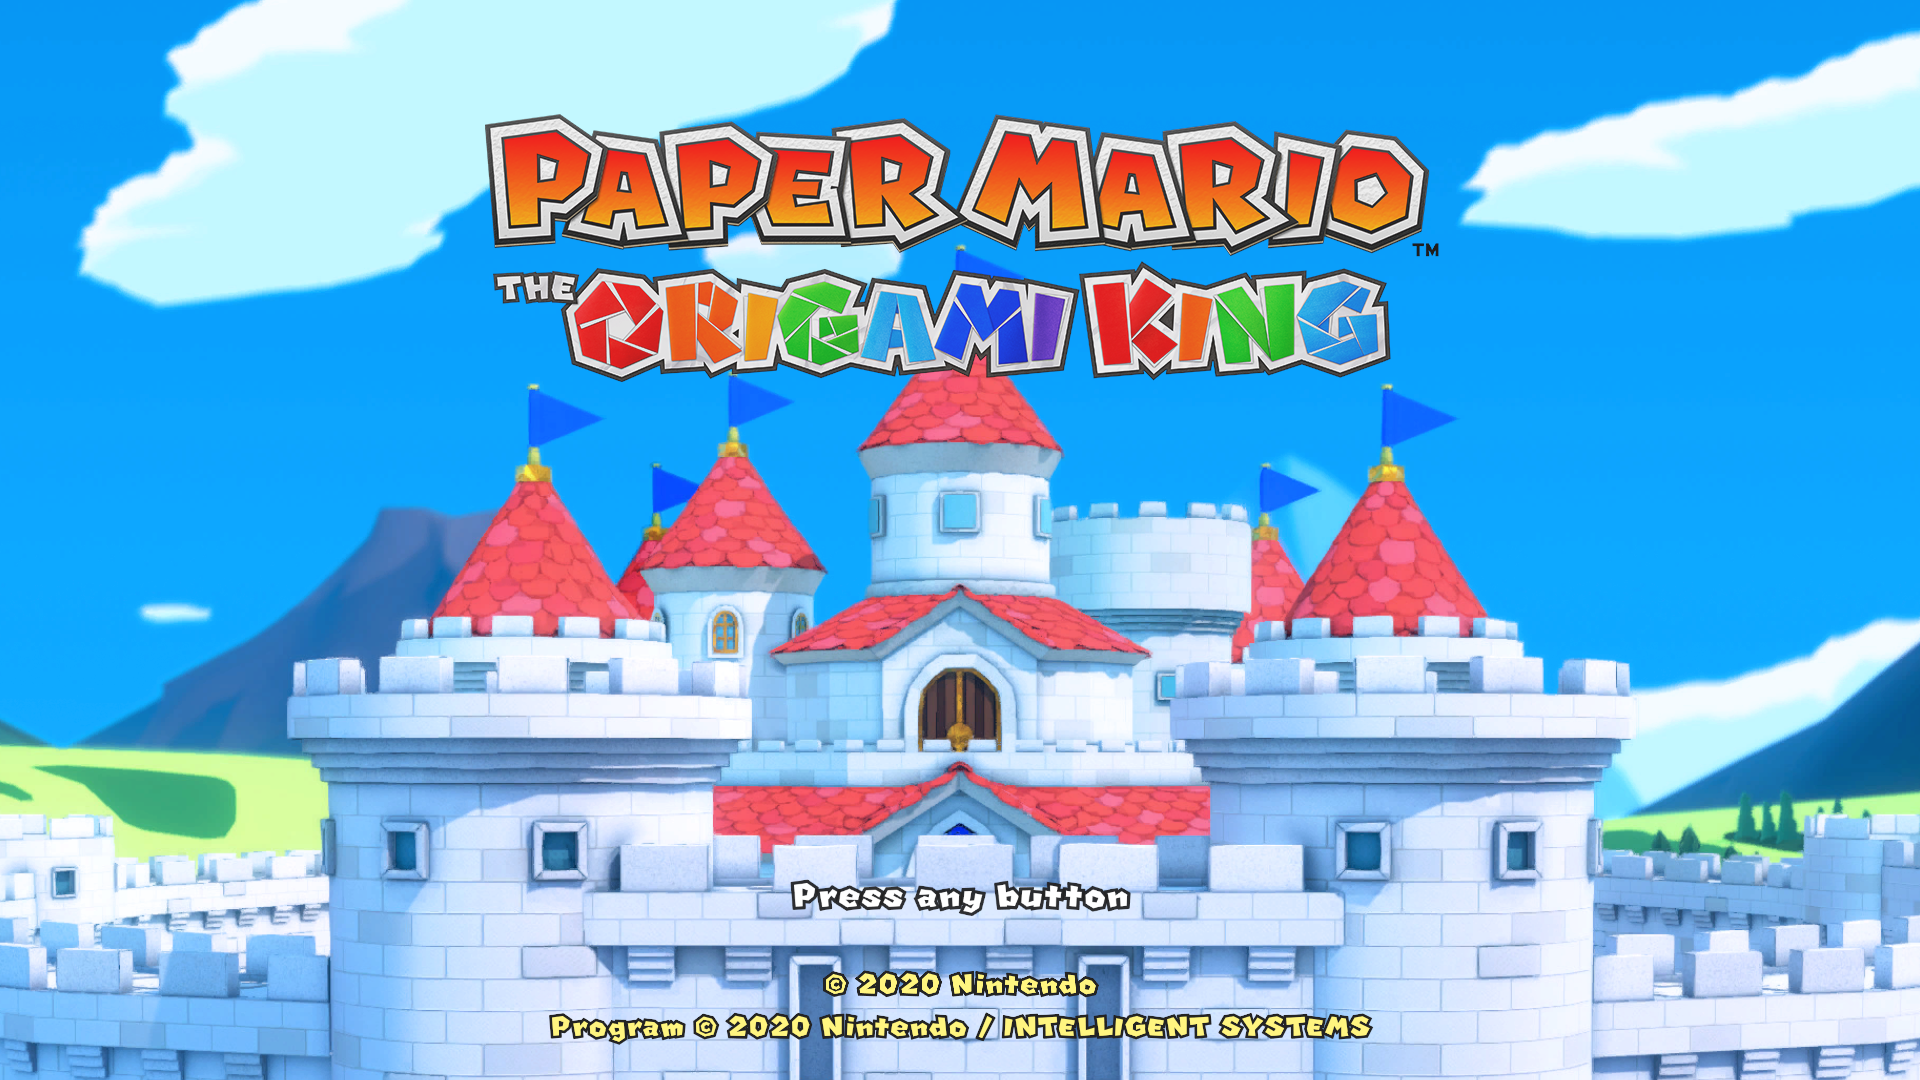 PAPER MARIO™
THE ORIGAMI KING
Press any button
© 2020 Nintendo
Program © 2020 Nintendo / INTELLIGENT SYSTEMS